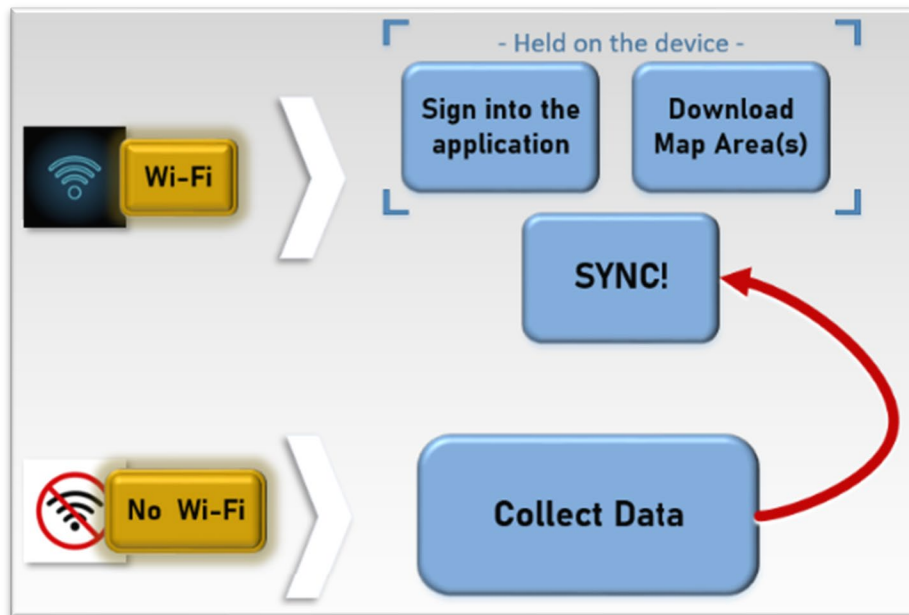 - Held on the device -
Sign into the
application
Download
Map Area(s)
Wi-Fi
SYNC!
No Wi-Fi
Collect Data